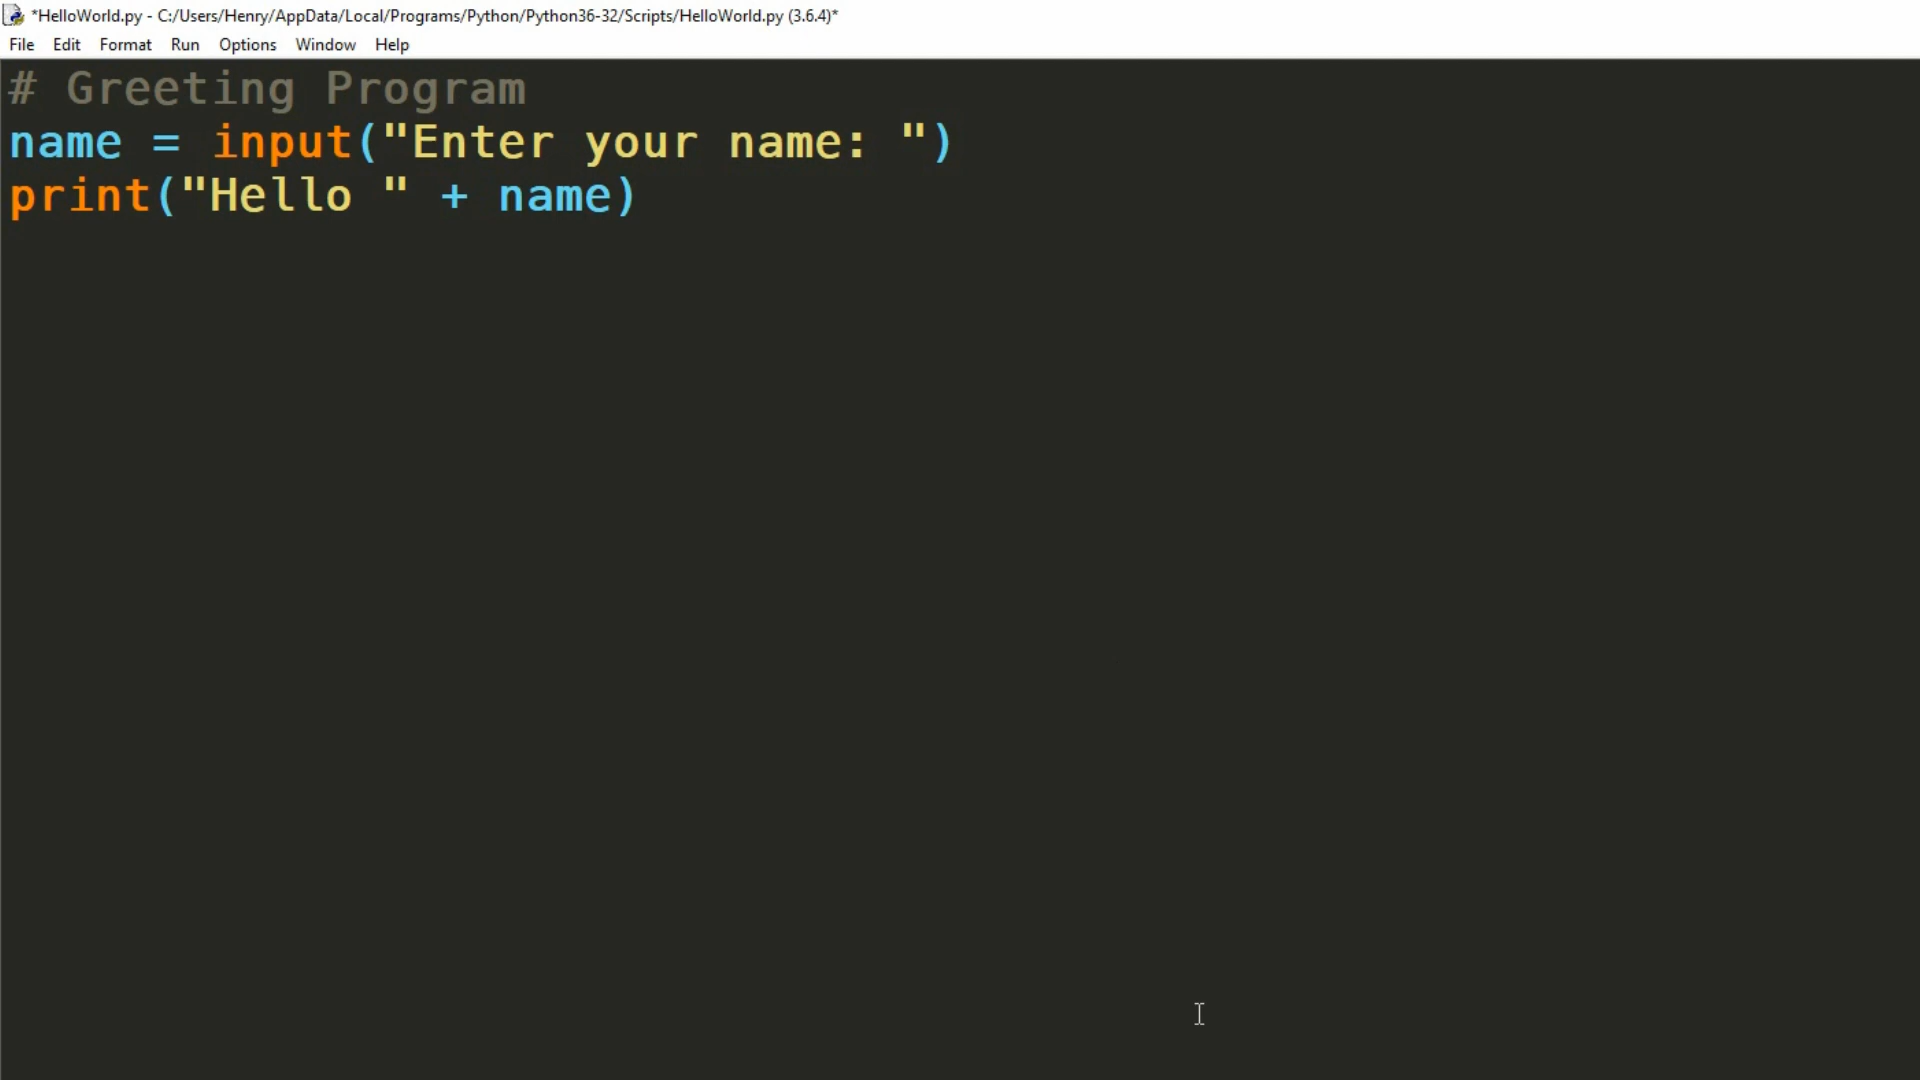 *HelloWorld.py - C:/Users/Henry/AppData/Local/Programs/Python/Python36-32/Scripts/HelloWorld.py (3.6.4)*
File Edit Format Run Options Window Help
# Greeting Program
name = input("Enter your name: ")
print("Hello " + name)